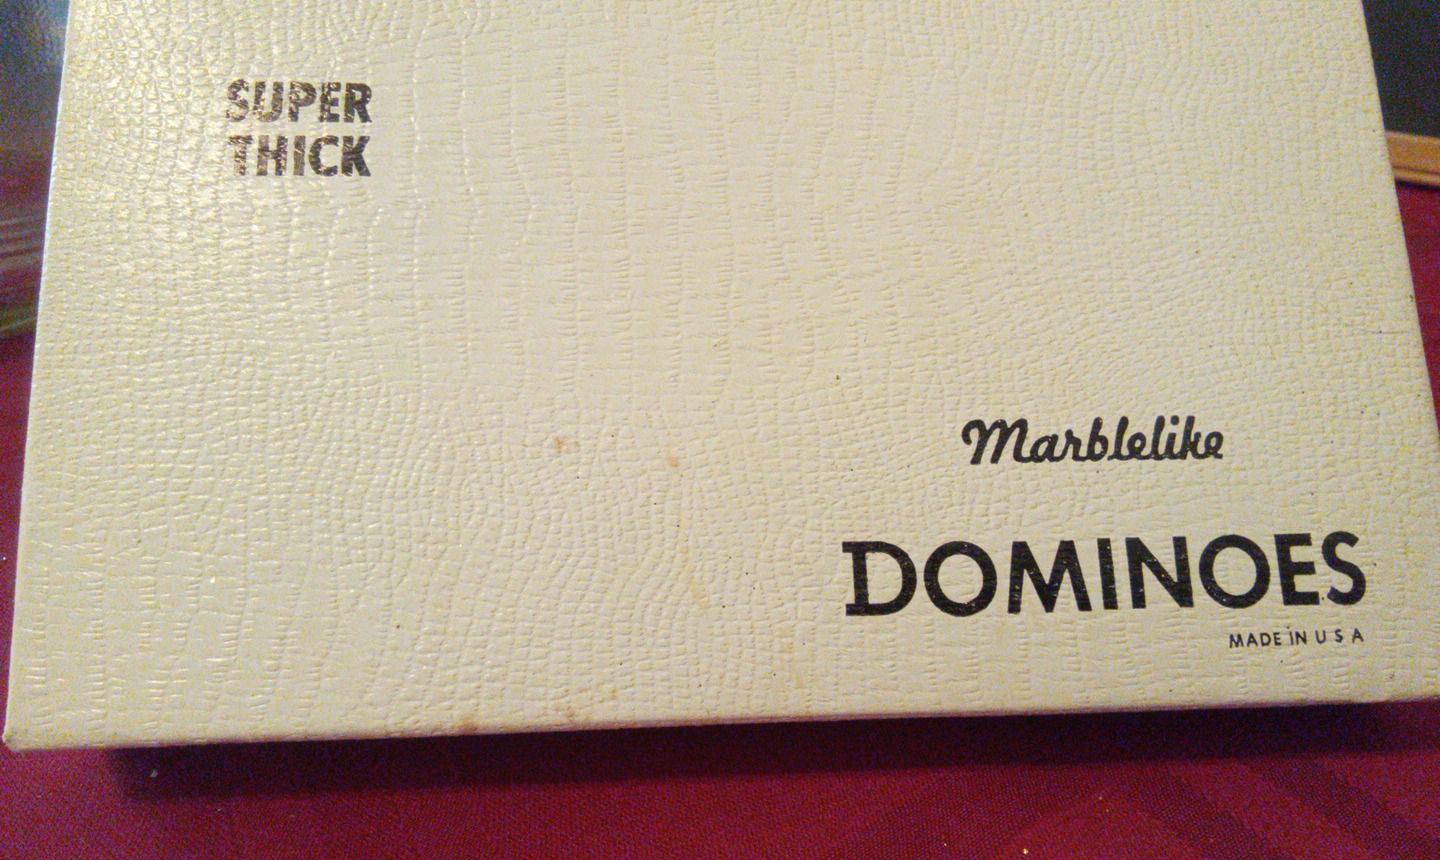 SUPER
THICK
Marblelike
DOMINOES
MADE IN U S A